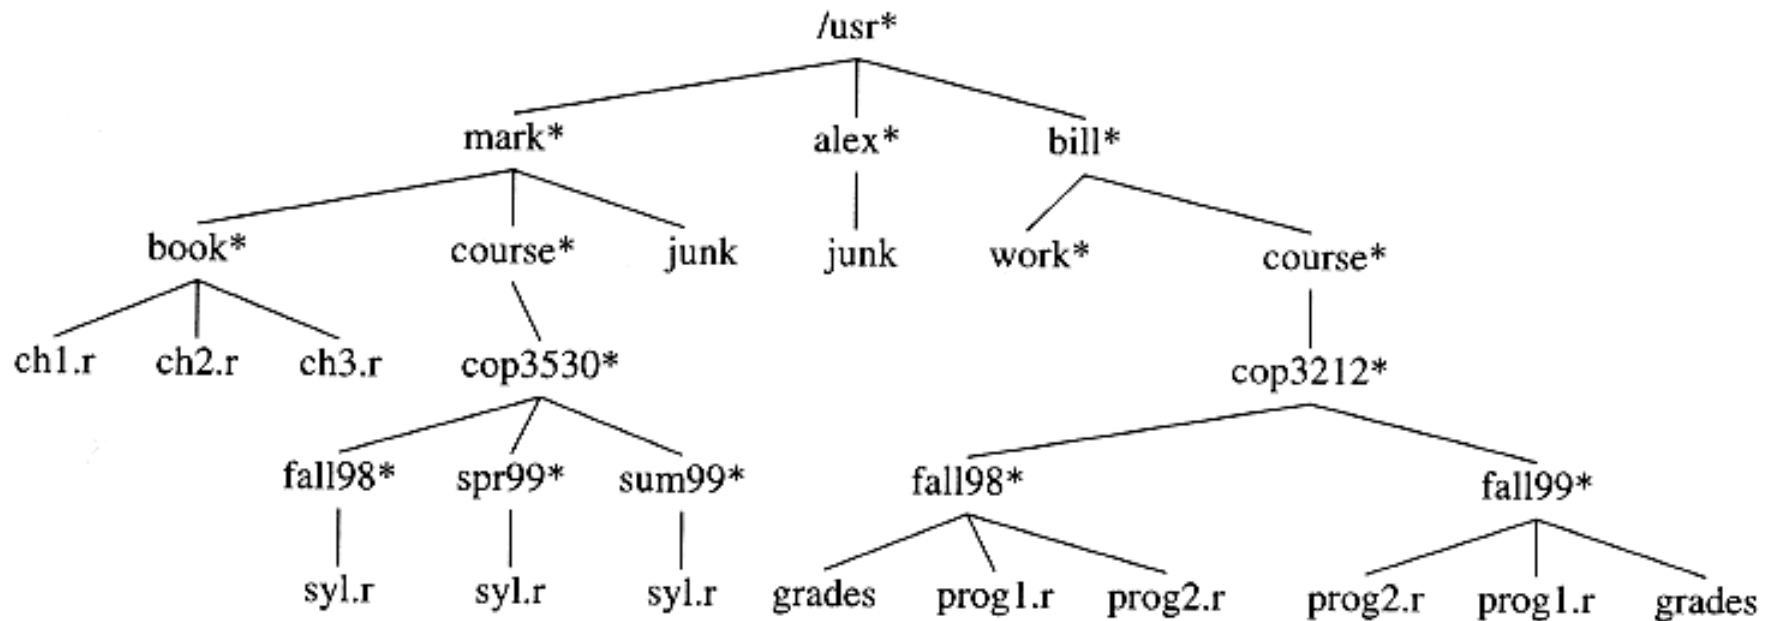 /usr*
mark* alex* bill*
book* course* junk junk work* course*
ch1.r ch2.r ch3.r cop3530* cop3212*
fall98* spr99* sum99* fall98* fall99*
syl.r syl.r syl.r grades prog1.r prog2.r prog2.r prog1.r grades